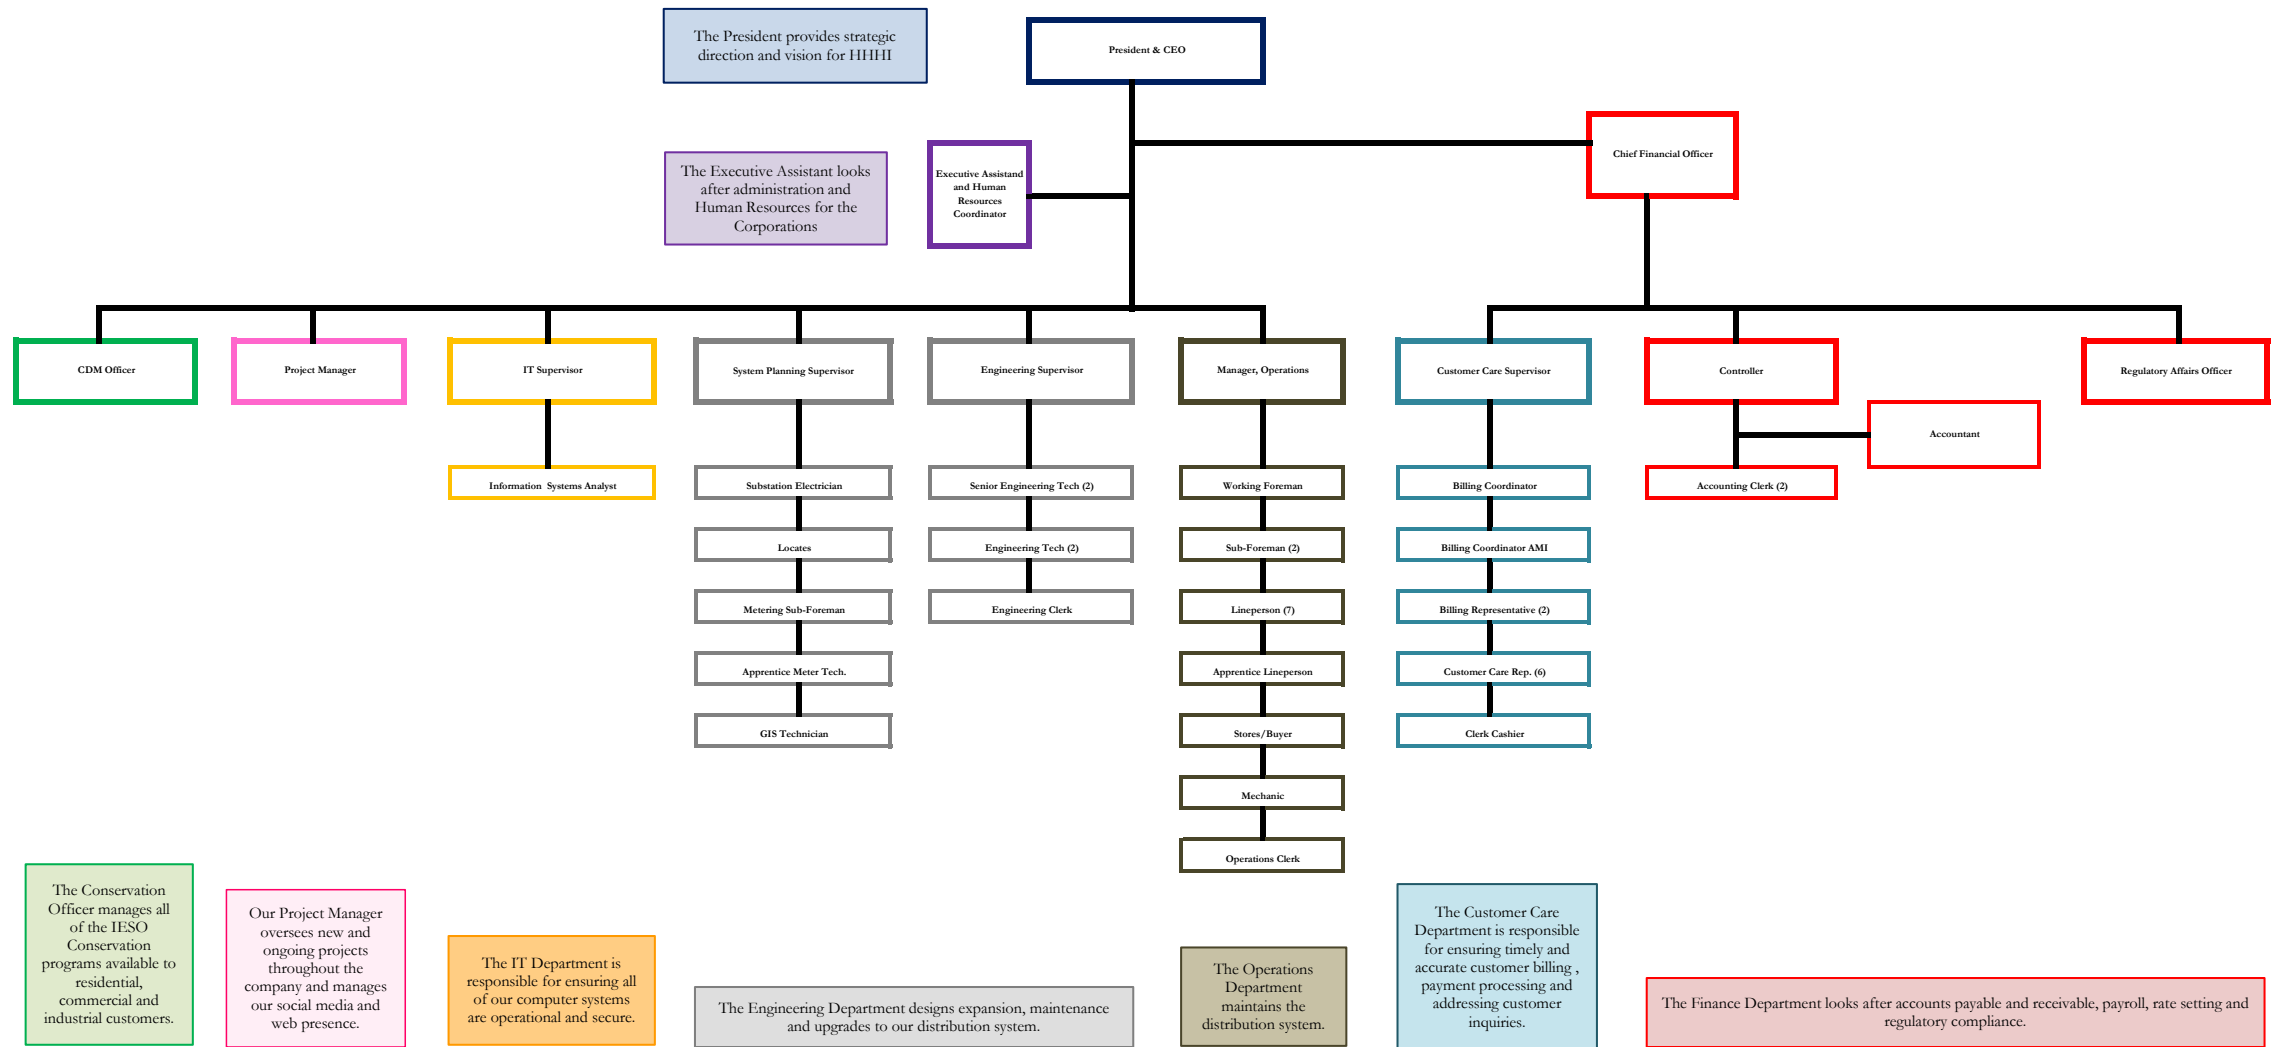 The President provides strategic
direction and vision for HHHI
President & CEO
Chief Financial Officer
The Executive Assistant looks
after administration and
Human Resources for the
Corporations
Executive Assistand
and Human
Resources
Coordinator
CDM Officer
Project Manager
IT Supervisor
System Planning Supervisor
Engineering Supervisor
Manager, Operations
Customer Care Supervisor
Controller
Regulatory Affairs Officer
Accountant
Information Systems Analyst
Substation Electrician
Senior Engineering Tech (2)
Working Foreman
Billing Coordinator
Accounting Clerk (2)
Locates
Engineering Tech (2)
Sub-Foreman (2)
Billing Coordinator AMI
Metering Sub-Foreman
Engineering Clerk
Lineperson (7)
Billing Representative (2)
Apprentice Meter Tech.
Apprentice Lineperson
Customer Care Rep. (6)
GIS Technician
Stores/Buyer
Clerk Cashier
Mechanic
Operations Clerk
The Conservation
Officer manages all
of the IESO
Conservation
programs available to
residential,
commercial and
industrial customers.
Our Project Manager
oversees new and
ongoing projects
throughout the
company and manages
our social media and
web presence.
The IT Department is
responsible for ensuring all
of our computer systems
are operational and secure.
The Engineering Department designs expansion, maintenance
and upgrades to our distribution system.
The Operations
Department
maintains the
distribution system.
The Customer Care
Department is responsible
for ensuring timely and
accurate customer billing ,
payment processing and
addressing customer
inquiries.
The Finance Department looks after accounts payable and receivable, payroll, rate setting and
regulatory compliance.